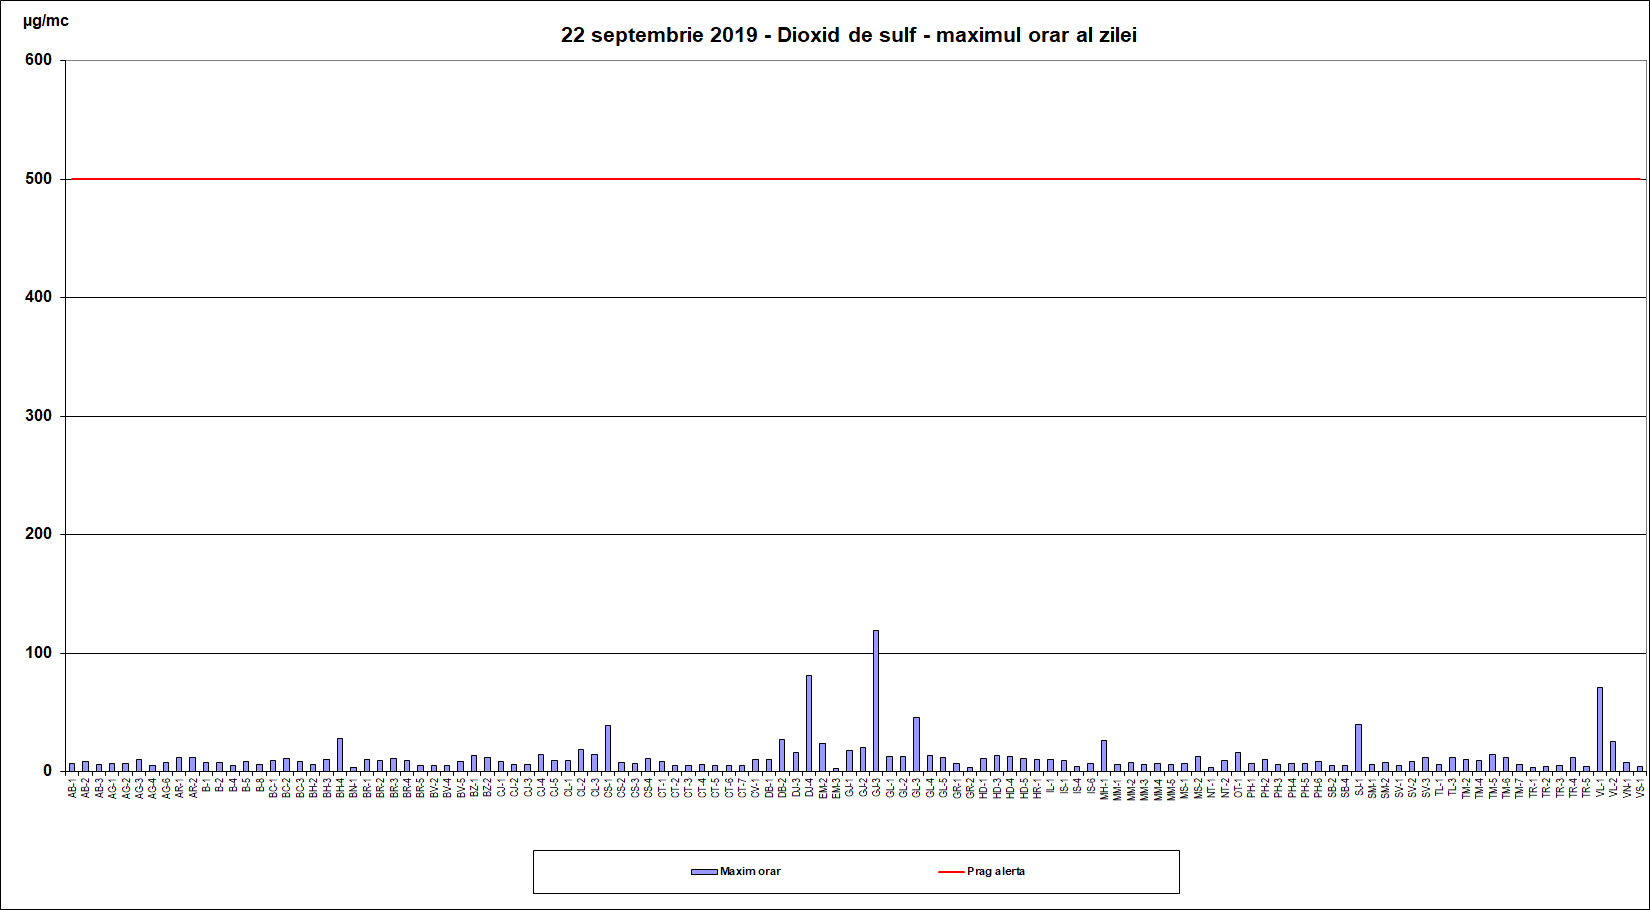 µg/mc
22 septembrie 2019 - Dioxid de sulf - maximul orar al zilei
600
500
400
300
200
100
0
AB-1 AB-2 AB-3 AG-1 AG-2 AG-3 AG-4 AG-6 AR-1 AR-2 B-1 B-2 B-4 B-5 B-8 BC-1 BC-2 BC-3 BH-2 BH-3 BH-4 BN-1 BR-1 BR-2 BR-3 BR-4 BR-5 BV-2 BV-4 BV-5 BZ-1 BZ-2 CJ-1 CJ-2 CJ-3 CJ-4 CJ-5 CL-1 CL-2 CL-3 CS-1 CS-2 CS-3 CS-4 CT-1 CT-2 CT-3 CT-4 CT-5 CT-6 CT-7 CV-1 DB-1 DB-2 DJ-3 DJ-4 EM-2 EM-3 GJ-1 GJ-2 GJ-3 GL-1 GL-2 GL-3 GL-4 GL-5 GR-1 GR-2 HD-1 HD-3 HD-4 HD-5 HR-1 IL-1 IS-1 IS-4 IS-6 MH-1 MM-1 MM-2 MM-3 MM-4 MM-5 MS-1 MS-2 NT-1 NT-2 OT-1 PH-1 PH-2 PH-3 PH-4 PH-5 PH-6 SB-2 SB-4 SJ-1 SM-1 SM-2 SV-1 SV-2 SV-3 TL-1 TL-3 TM-2 TM-4 TM-5 TM-6 TM-7 TR-1 TR-2 TR-3 TR-4 TR-5 VL-1 VL-2 VN-1 VS-1
Maxim orar Prag alerta